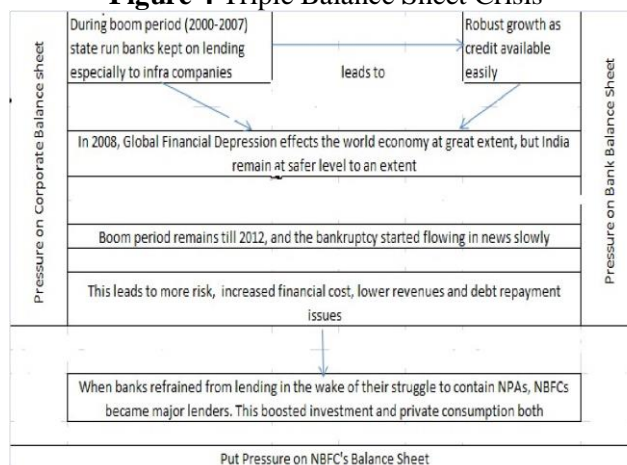 Figure 4 Triple Balance Sheet Crisis
During boom period (2000-2007)
state run banks kept on lending
especially to infra companies
leads to
Robust growth as
credit available
easily
Pressure on Corporate Balance sheet
Pressure on Bank Balance Sheet
In 2008, Global Financial Depression effects the world economy at great extent, but India
remain at safer level to an extent
Boom period remains till 2012, and the bankruptcy started flowing in news slowly
This leads to more risk, increased financial cost, lower revenues and debt repayment
issues
When banks refrained from lending in the wake of their struggle to contain NPAs, NBFCs
became major lenders. This boosted investment and private consumption both
Put Pressure on NBFC's Balance Sheet